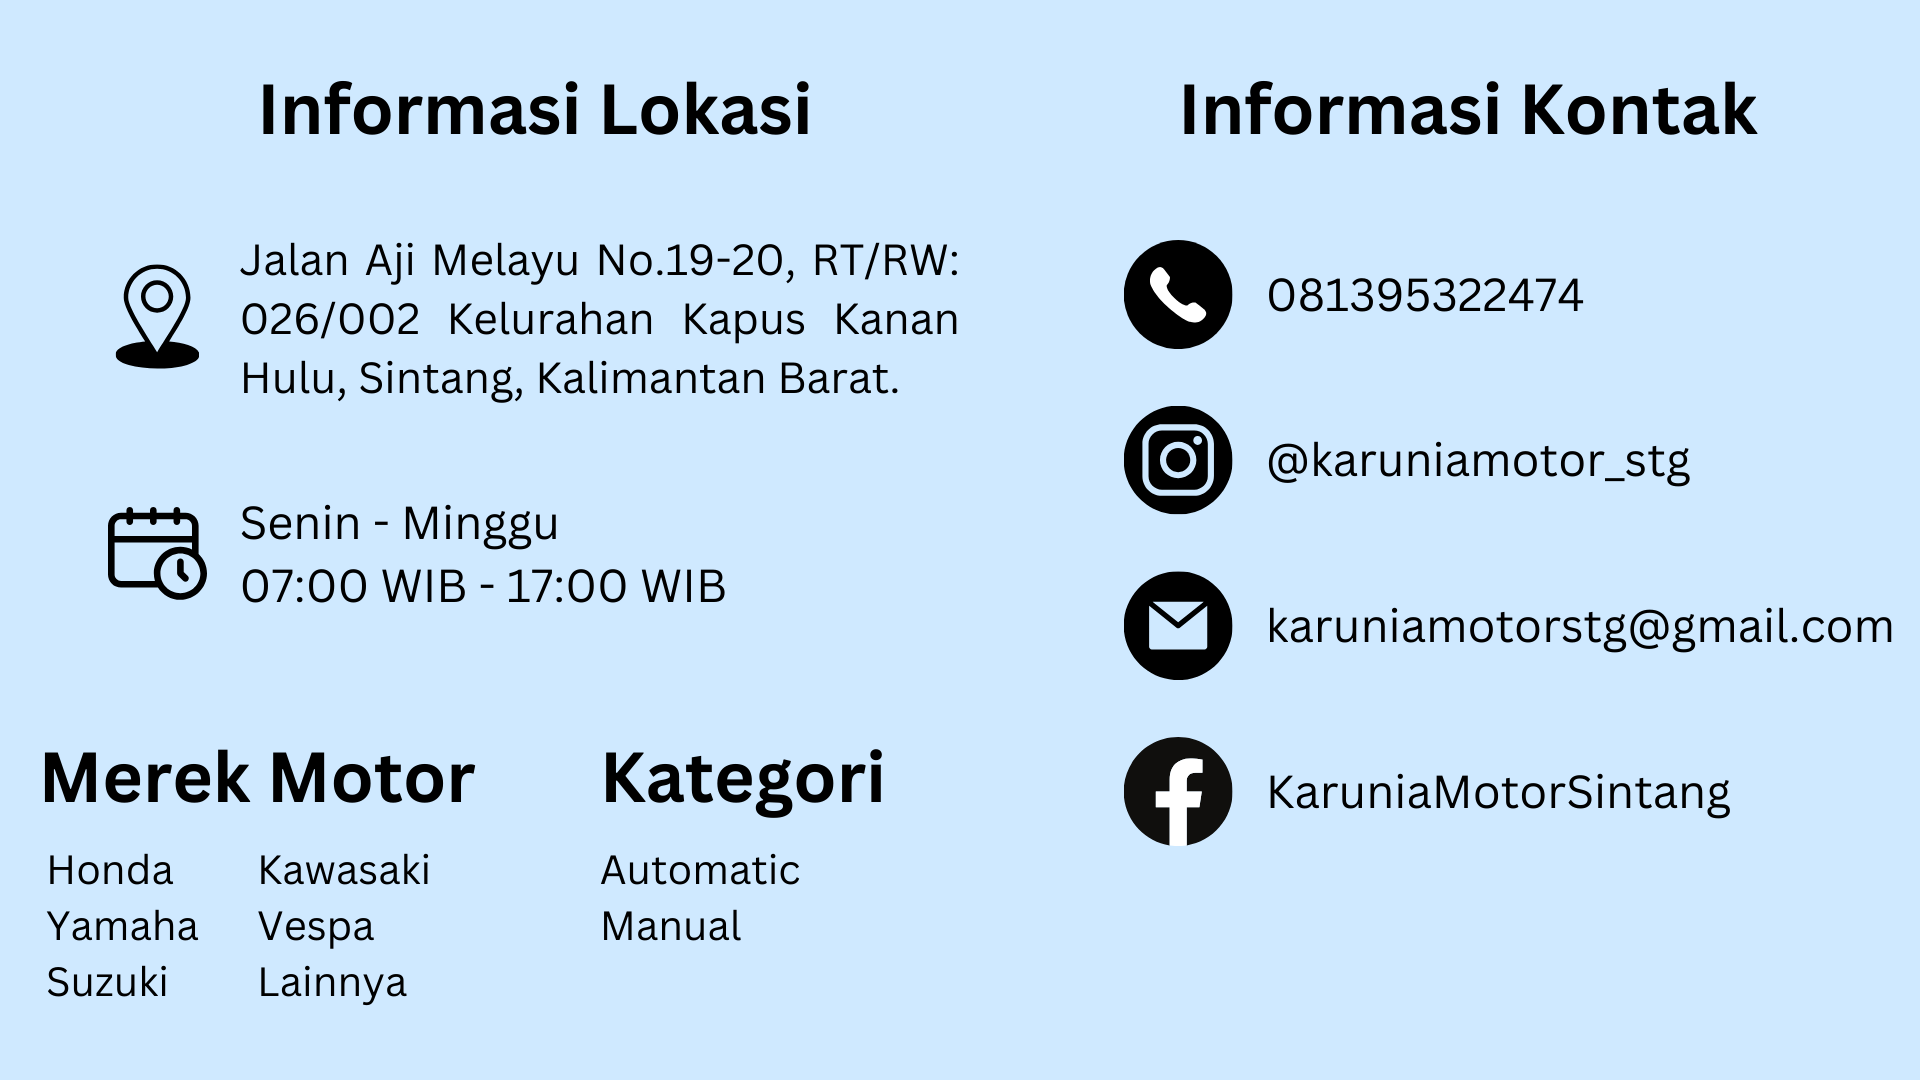 Informasi Lokasi
Jalan Aji Melayu No.19-20, RT/RW:
026/002 Kelurahan Kapus Kanan
Hulu, Sintang, Kalimantan Barat.
Senin - Minggu
07:00 WIB - 17:00 WIB
Merek Motor
Honda
Yamaha
Suzuki
Kawasaki
Vespa
Lainnya
Kategori
Automatic
Manual
Informasi Kontak
081395322474
@karuniamotor_stg
karuniamotorstg@gmail.com
KaruniaMotorSintang